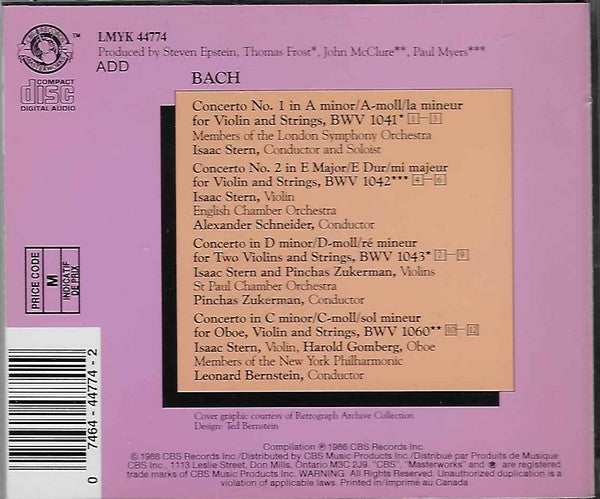 LMYK 44774
Produced by Steven Epstein, Thomas Frost*, John McClure**, Paul Myers***
ADD
COMPACT
disc
DIGITAL AUDIO
BACH
Concerto No. 1 in A minor/A-moll/la mineur
for Violin and Strings, BWV 1041* 1–3
Members of the London Symphony Orchestra
Isaac Stern, Conductor and Soloist
Concerto No. 2 in E Major/E Dur/mi majeur
for Violin and Strings, BWV 1042*** 4–6
Isaac Stern, Violin
English Chamber Orchestra
Alexander Schneider, Conductor
Concerto in D minor/D-moll/ré mineur
for Two Violins and Strings, BWV 1043* 7–9
Isaac Stern and Pinchas Zukerman, Violins
St Paul Chamber Orchestra
Pinchas Zukerman, Conductor
Concerto in C minor/C-moll/sol mineur
for Oboe, Violin and Strings, BWV 1060** 10–12
Isaac Stern, Violin, Harold Gomberg, Oboe
Members of the New York Philharmonic
Leonard Bernstein, Conductor
PRICE CODE
M
INDICATIF
DE PRIX
0 7464-44774-2
Cover graphic courtesy of Retrograph Archive Collection
Design: Ted Bernstein
Compilation ℗ 1986 CBS Records Inc.
© 1988 CBS Records Inc./Distributed by CBS Disques Musique/Distribué par Produits de Musique
CBS Inc., 1113 Leslie Street, Don Mills, Ontario M3C 2J9. "CBS", "Masterworks" and are registered
trade marks of CBS Music Products Inc. WARNING. All Rights Reserved. Unauthorized duplication is a
violation of applicable laws. Printed in/Imprimé au Canada